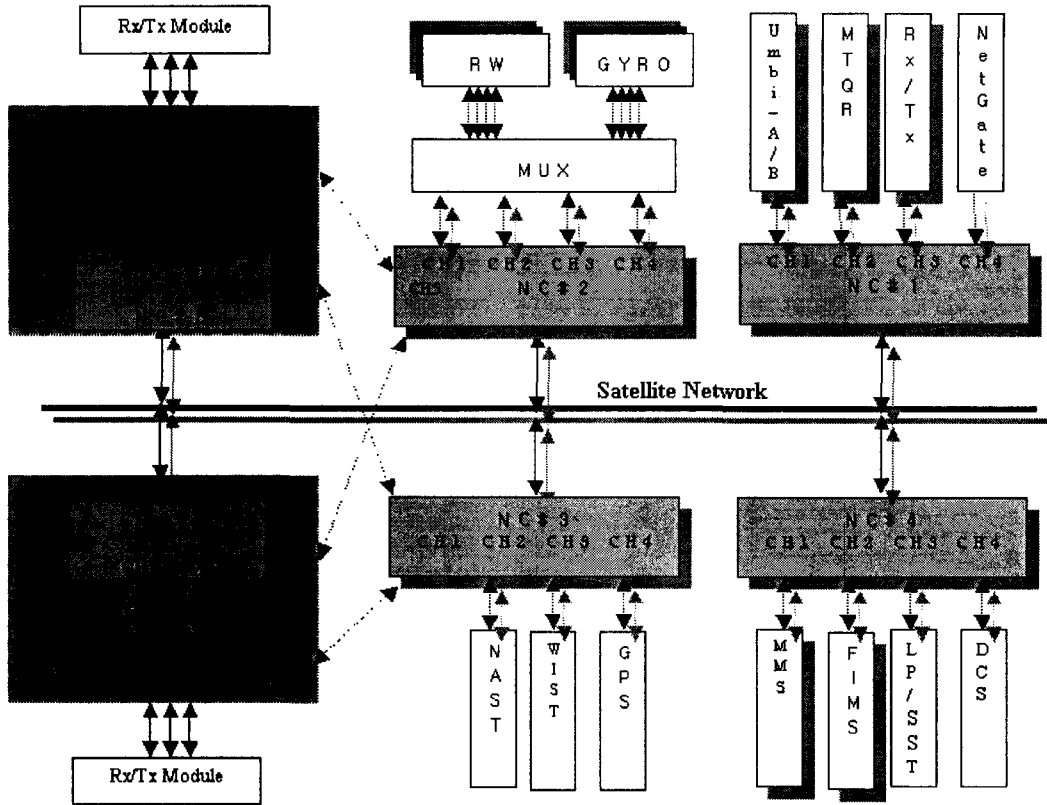 Rx/Tx Module
RW
GYRO
MUX
Umbi-A/B
MTQR
Rx/Tx
NetGate
CH1 CH2 CH3 CH4
CH5 NC#2
CH1 CH2 CH3 CH4
NC#1
Satellite Network
NC#3
CH1 CH2 CH3 CH4
NC#4
CH1 CH2 CH3 CH4
NAST
WIST
GPS
MMS
FIMS
LP/SST
DCS
Rx/Tx Module